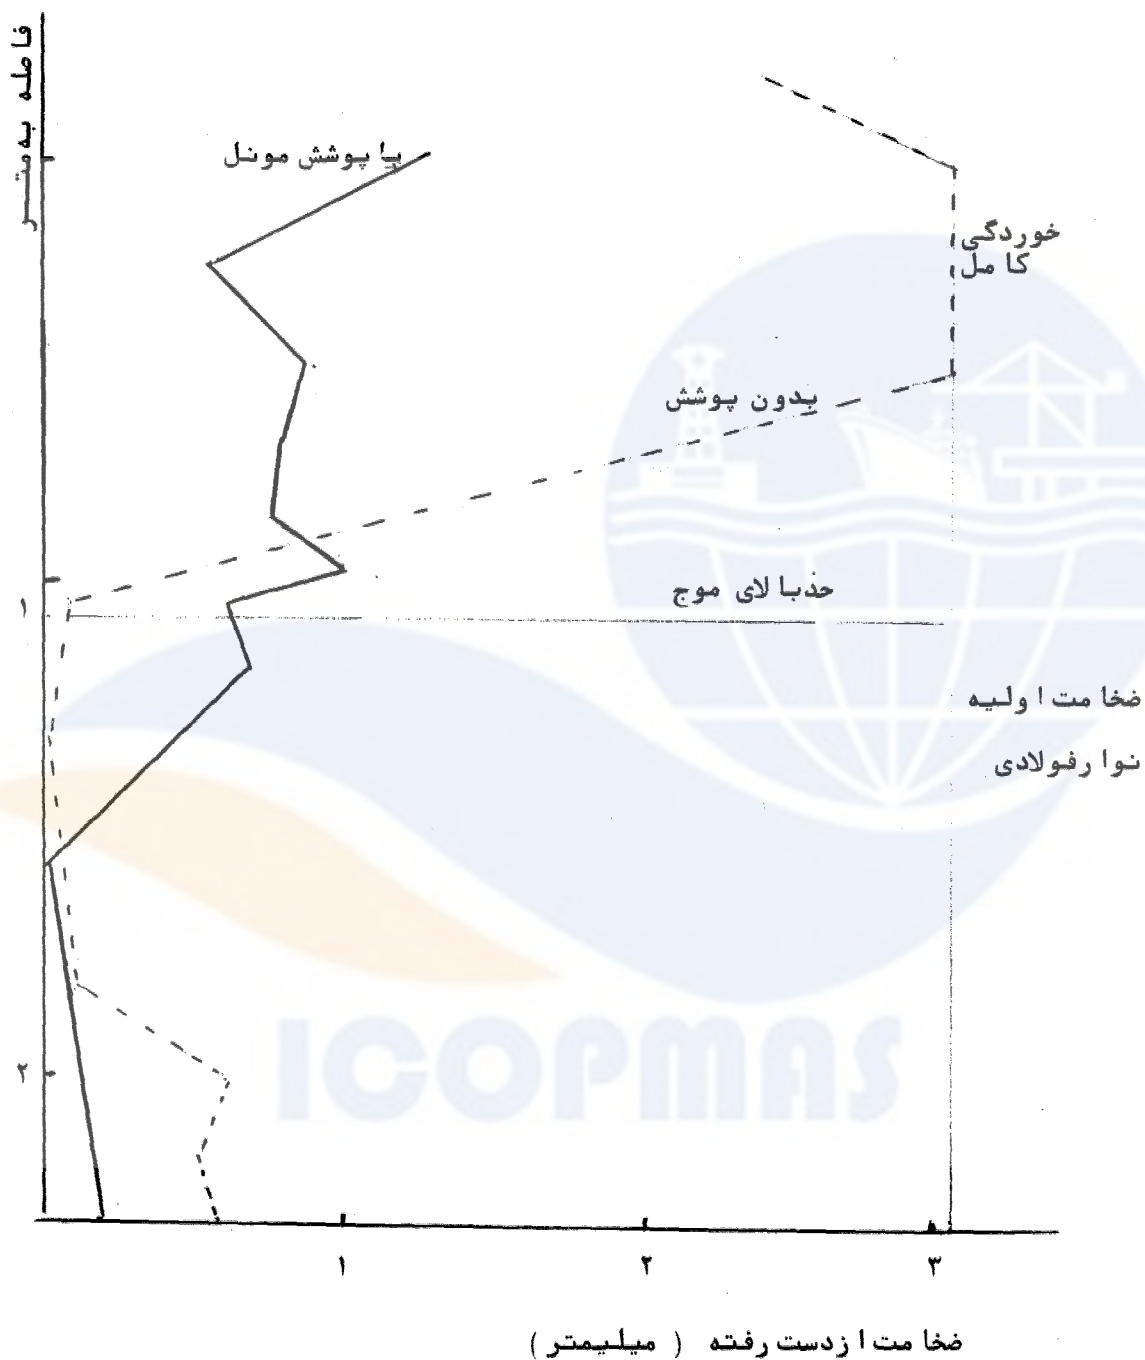 فاصله به متر
با پوشش مونل
خوردگی
کامل
بدون پوشش
حدبالای موج
۱
ضخامت اولیه
نوار فولادی
۲
ICOPMAS
۱
۲
۳
ضخامت ازدست رفته ( میلیمتر )